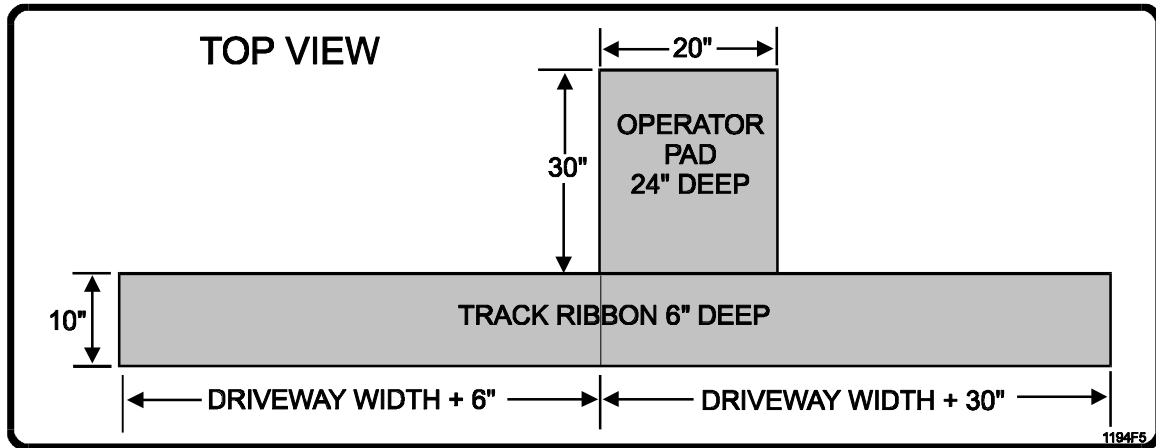 TOP VIEW
20"
OPERATOR
PAD
24" DEEP
30"
10"
TRACK RIBBON 6" DEEP
DRIVEWAY WIDTH + 6"
DRIVEWAY WIDTH + 30"
1194F5